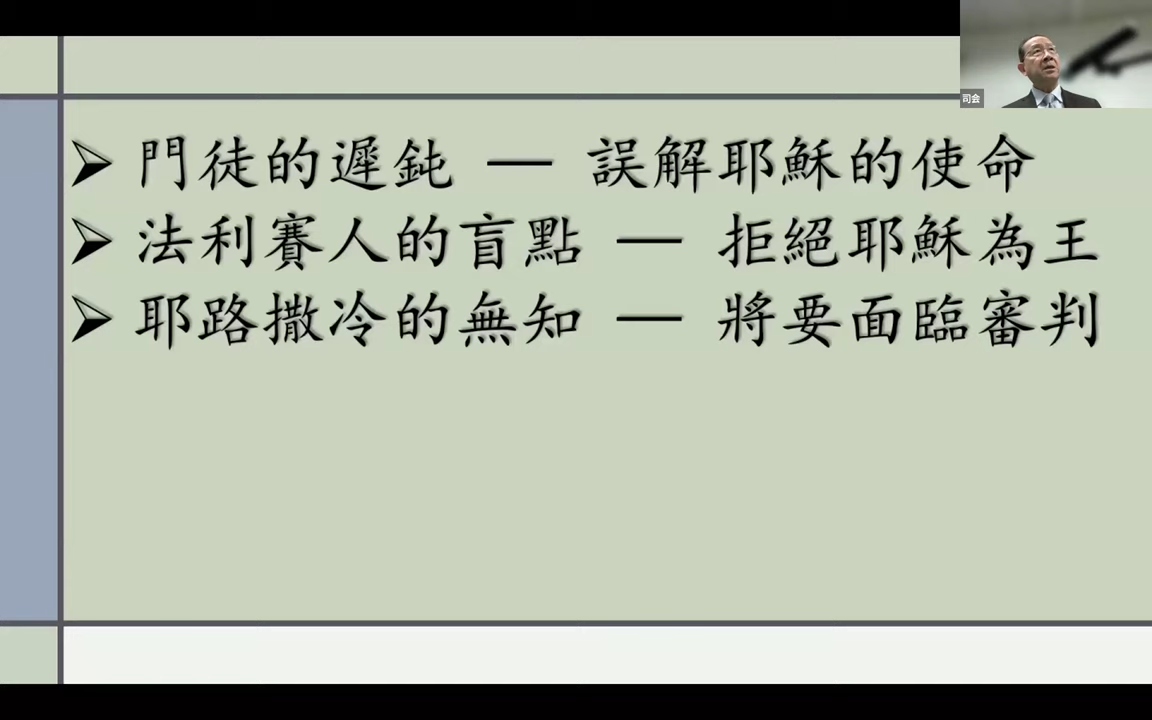 司会
➢ 門徒的遲鈍 — 誤解耶穌的使命
➢ 法利賽人的盲點 — 拒絕耶穌為王
➢ 耶路撒冷的無知 — 將要面臨審判